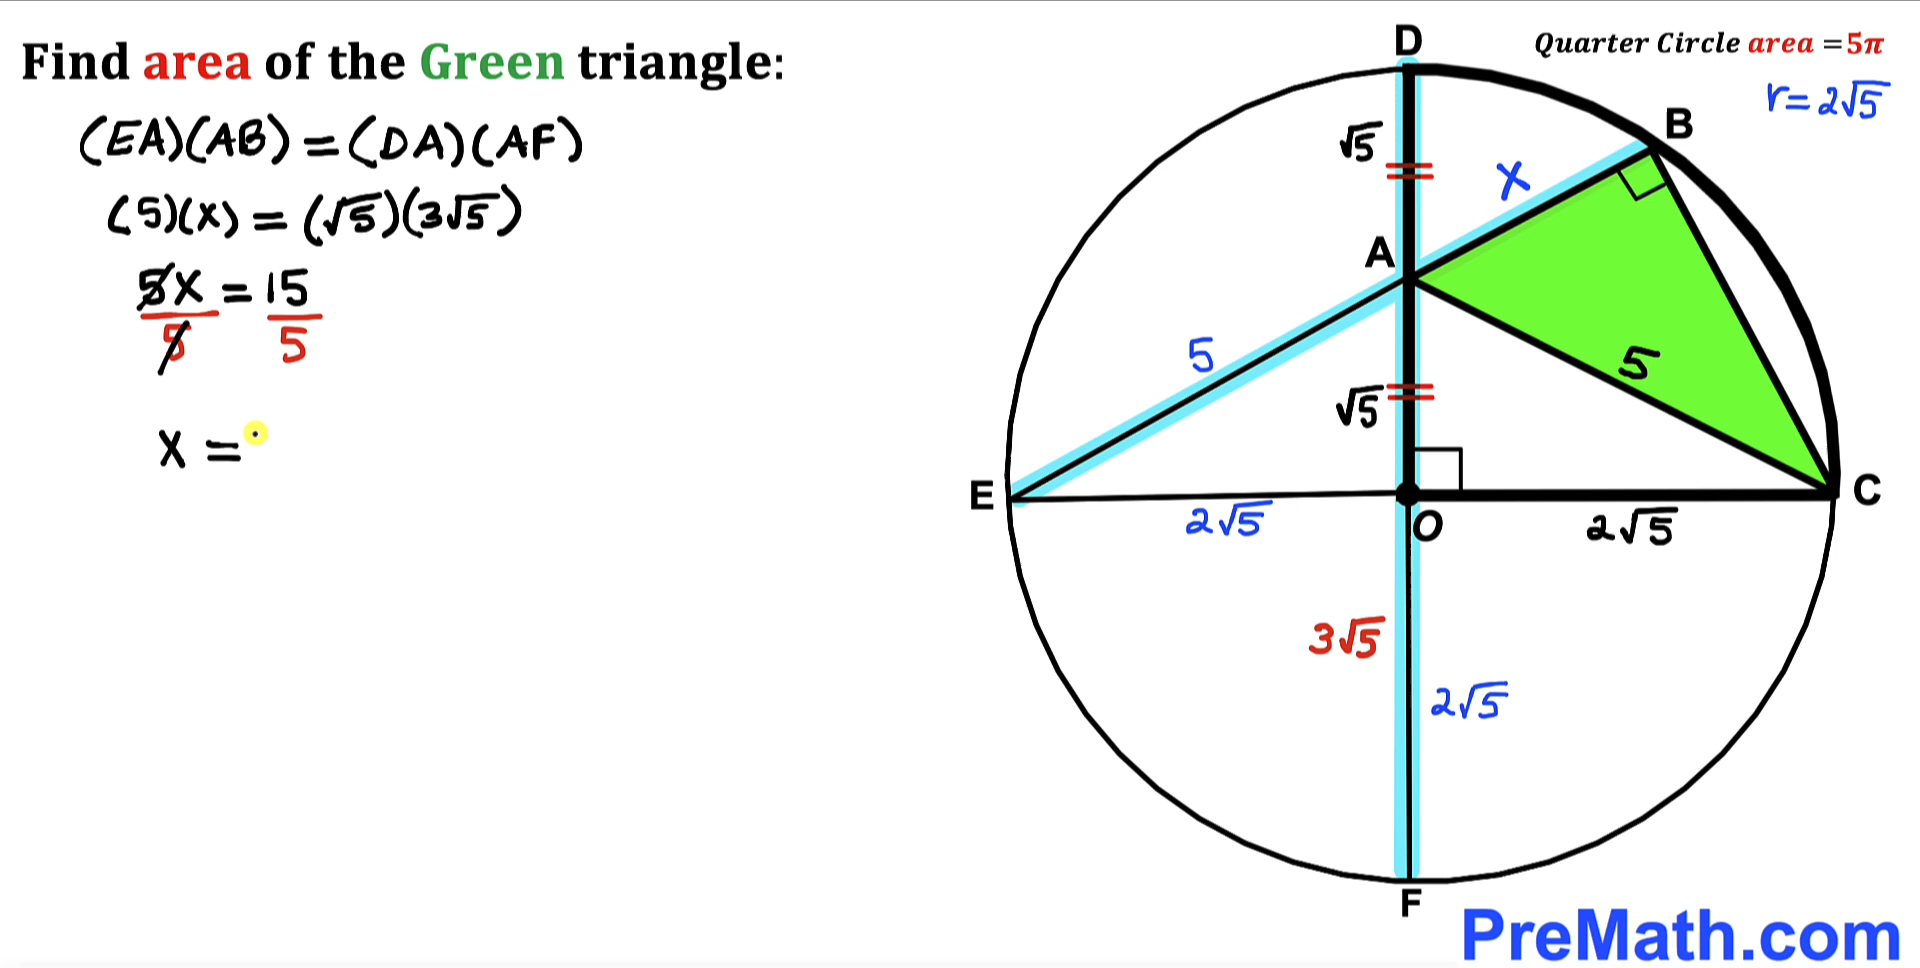 Find area of the Green triangle:
(EA)(AB) = (DA)(AF)
(5)(x) = (√5)(3√5)
5x = 15
5 5
x =
Quarter Circle area = 5π
r = 2√5
D
B
√5
x
A
5
5
√5
E
C
O
2√5
2√5
3√5
2√5
F
PreMath.com